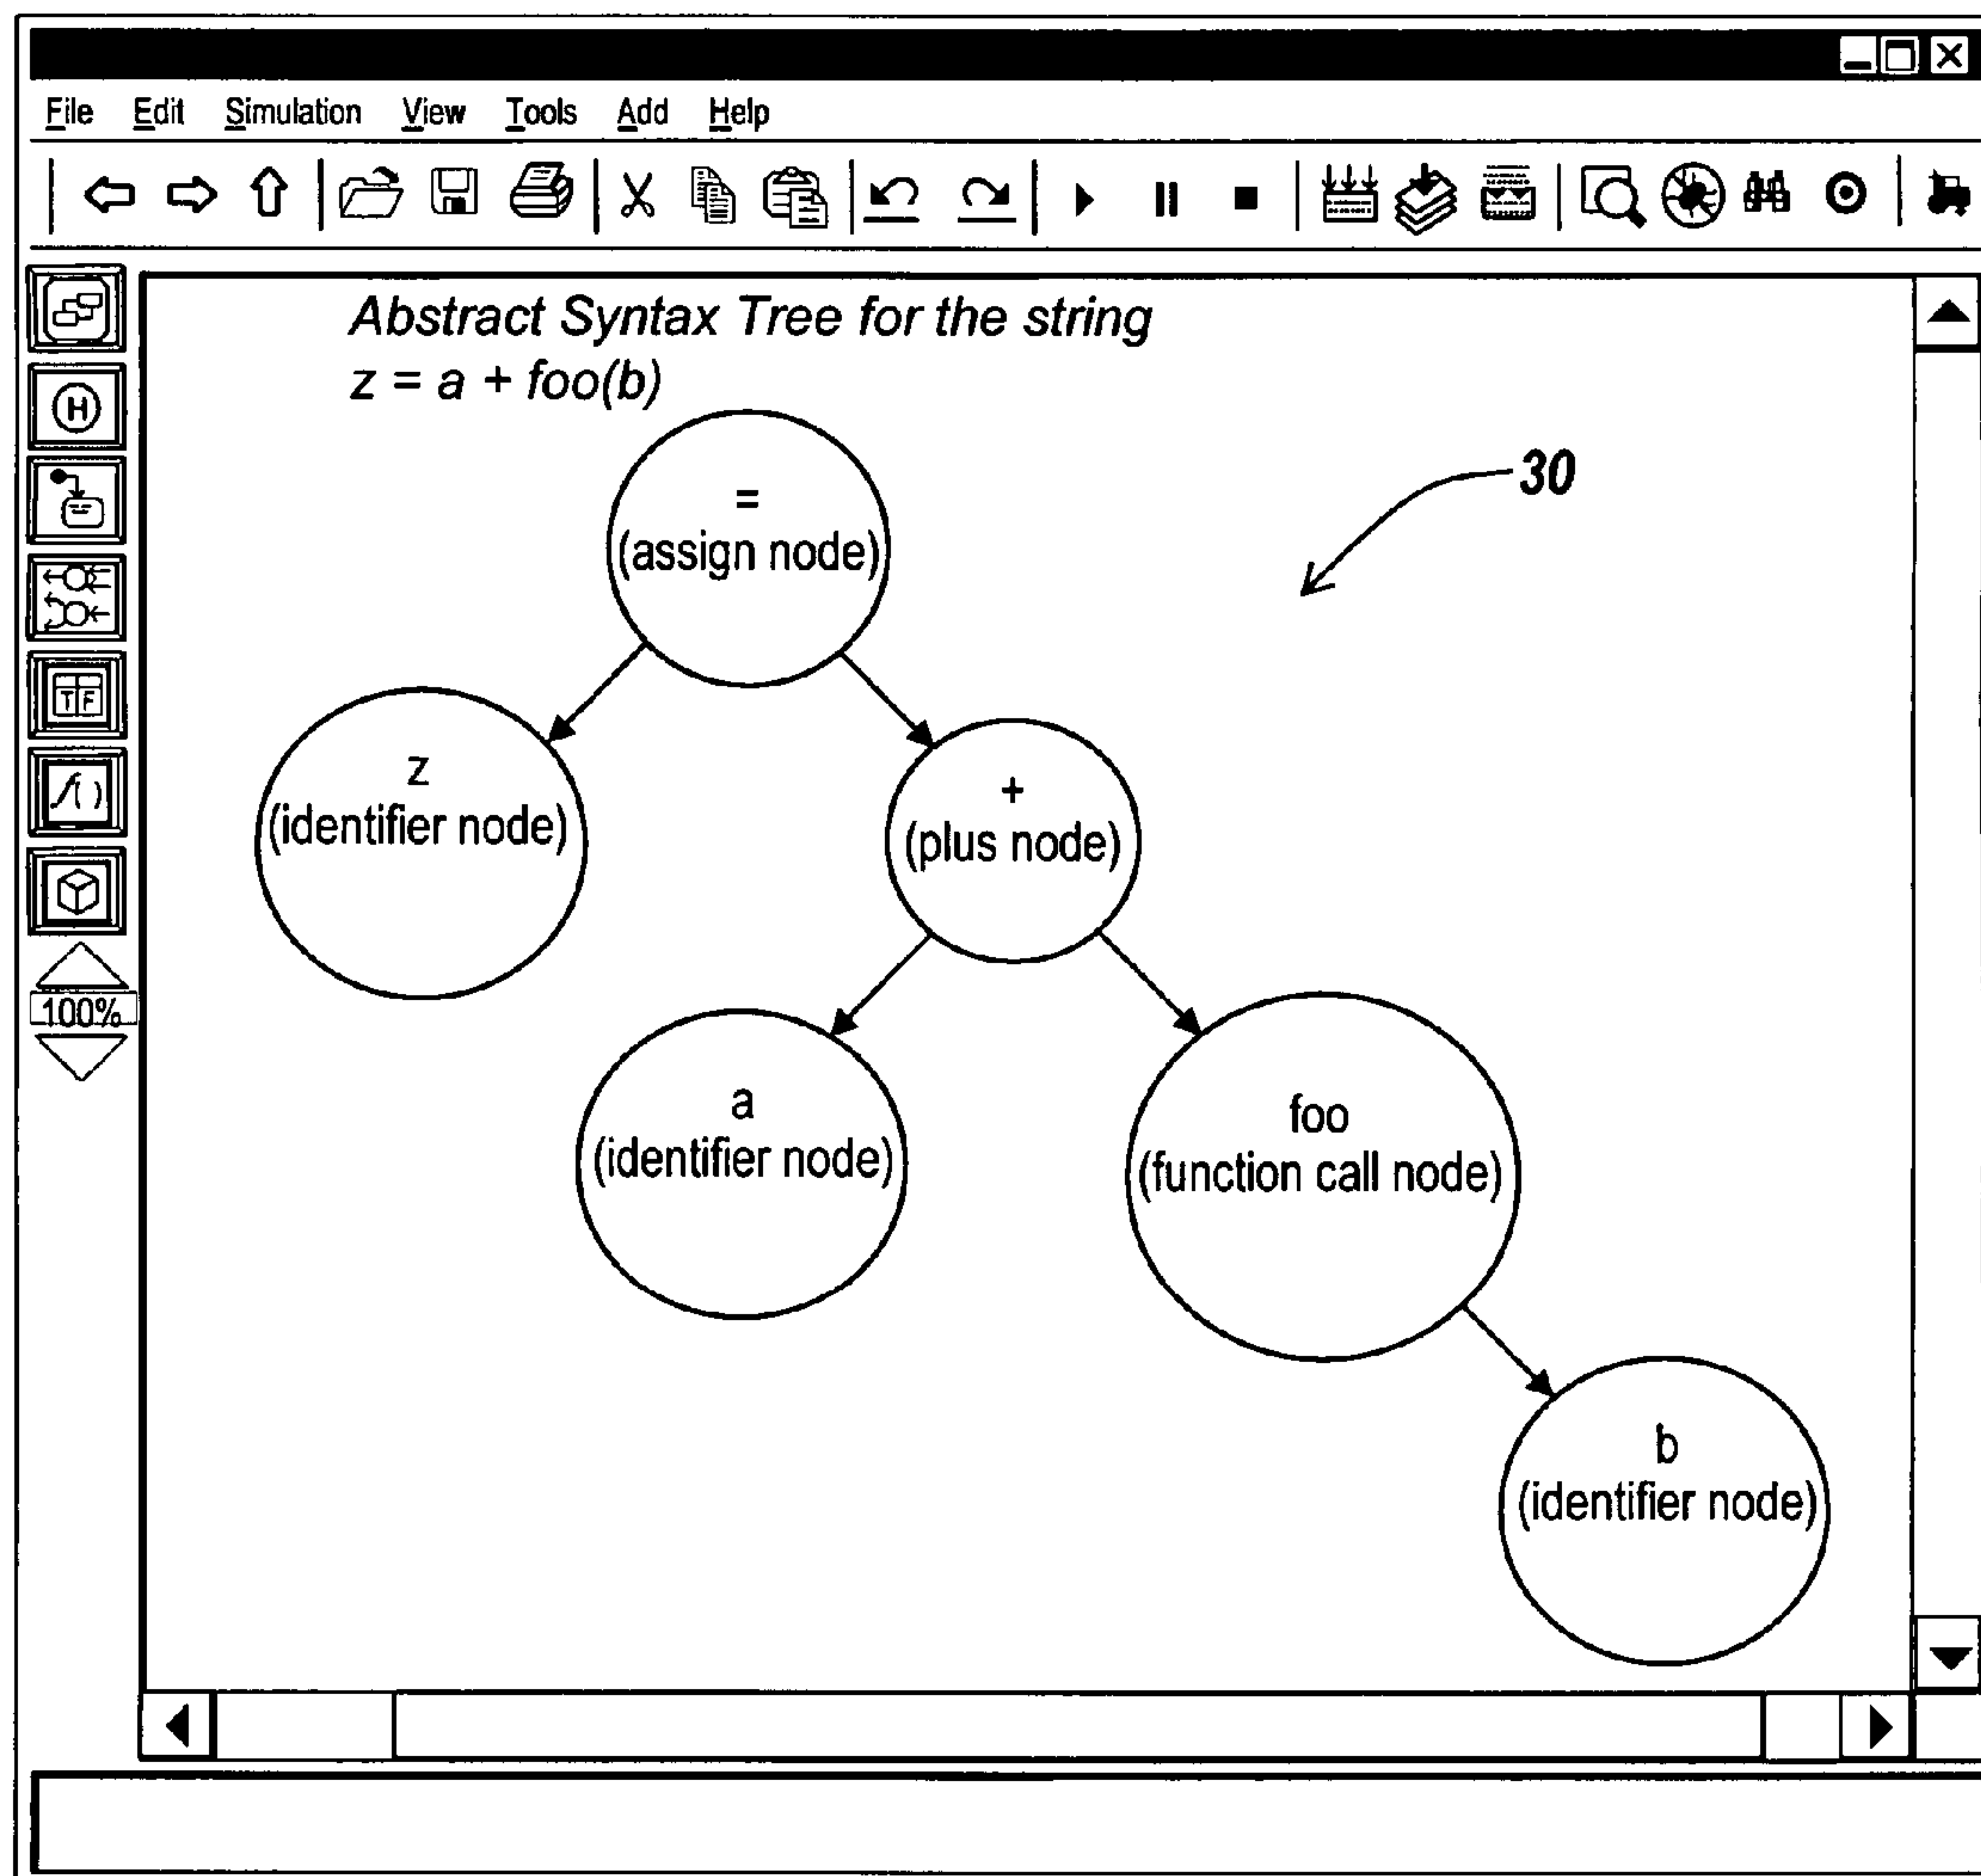 File Edit Simulation View Tools Add Help
Abstract Syntax Tree for the string
z = a + foo(b)
30
=
(assign node)
z
(identifier node)
+
(plus node)
a
(identifier node)
foo
(function call node)
b
(identifier node)
H
T F
f()
100%